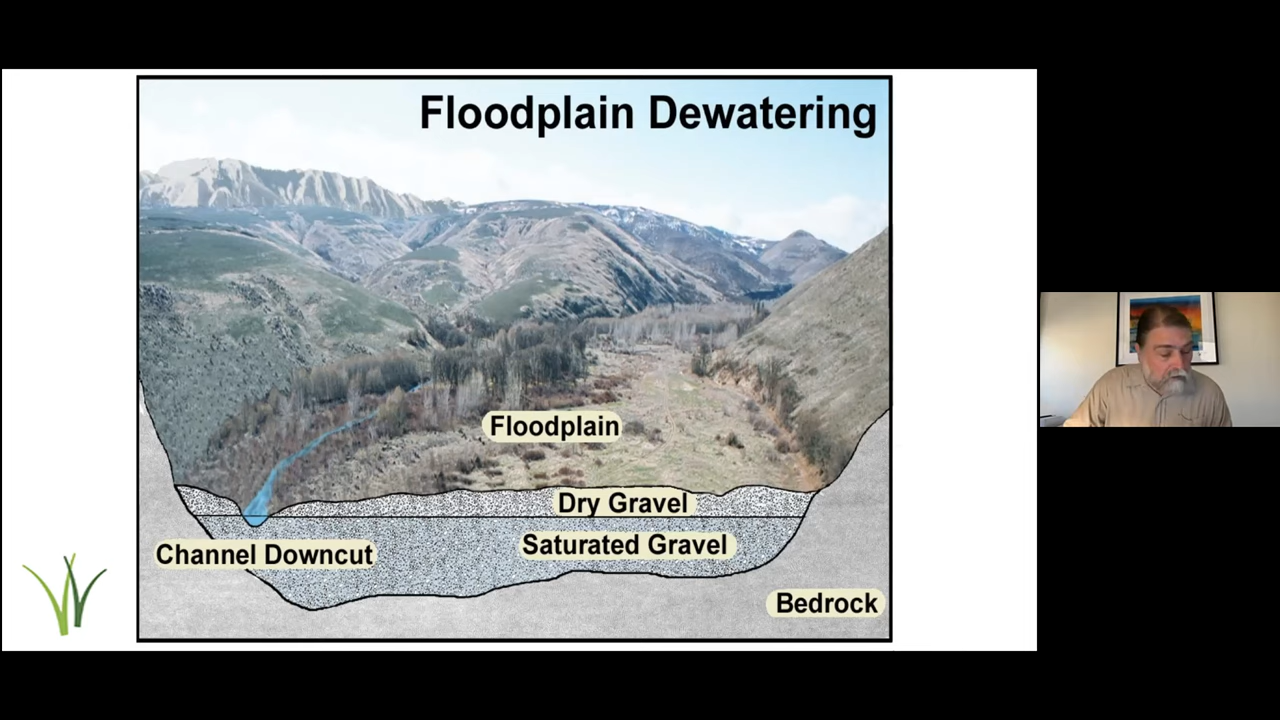 Floodplain Dewatering
Floodplain
Dry Gravel
Saturated Gravel
Channel Downcut
Bedrock